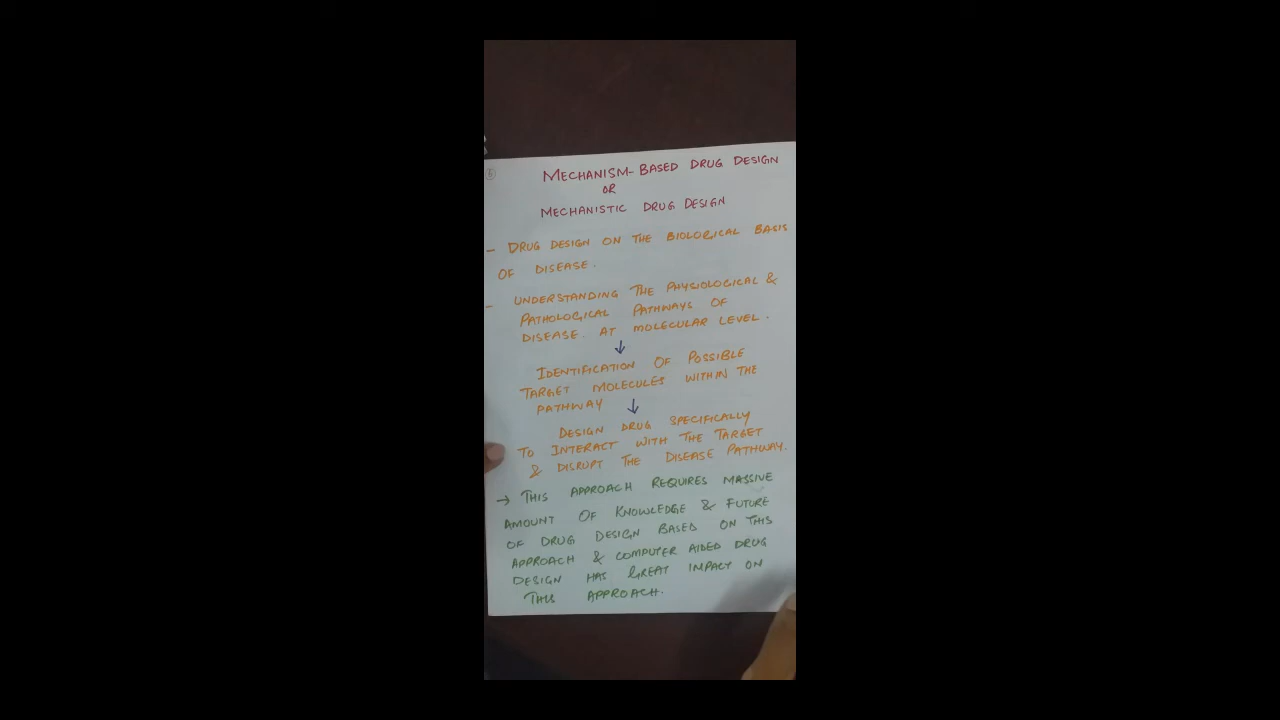 6
MECHANISM-BASED DRUG DESIGN
OR
MECHANISTIC DRUG DESIGN
- DRUG DESIGN ON THE BIOLOGICAL BASIS
OF DISEASE.
- UNDERSTANDING THE PHYSIOLOGICAL &
PATHOLOGICAL PATHWAYS OF
DISEASE. AT MOLECULAR LEVEL.
↓
IDENTIFICATION OF POSSIBLE
TARGET MOLECULES WITHIN THE
PATHWAY
↓
DESIGN DRUG SPECIFICALLY
TO INTERACT WITH THE TARGET
& DISRUPT THE DISEASE PATHWAY.
→ THIS APPROACH REQUIRES MASSIVE
AMOUNT OF KNOWLEDGE & FUTURE
OF DRUG DESIGN BASED ON THIS
APPROACH & COMPUTER AIDED DRUG
DESIGN HAS GREAT IMPACT ON
THIS APPROACH.